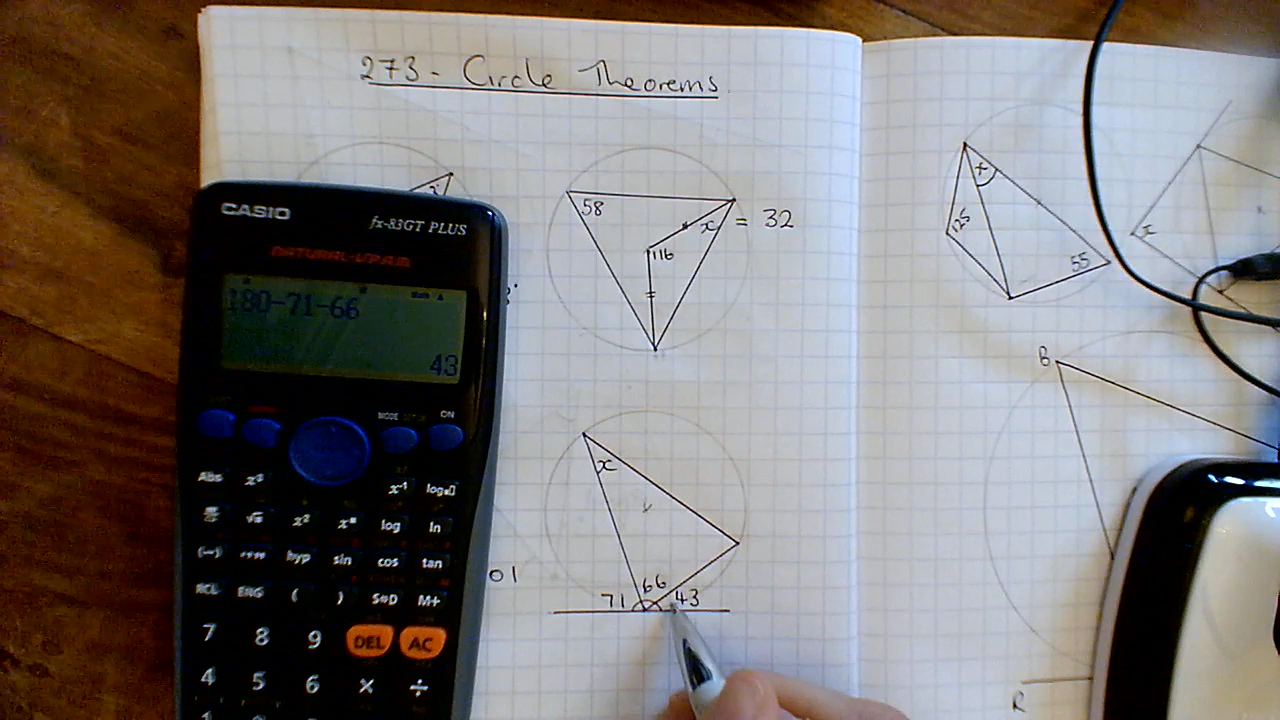 273 - Circle Theorems
58
x = 32
116
x
66
71
43
01
x
125
55
x
B
R
CASIO
fx-83GT PLUS
NATURAL-V.P.A.M.
180-71-66
43
MODE SETUP ON
Abs x³ x⁻¹ log
x² log ln
(−) hyp sin cos tan
RCL ENG ( ) S⇔D M+
7 8 9 DEL AC
4 5 6 × ÷